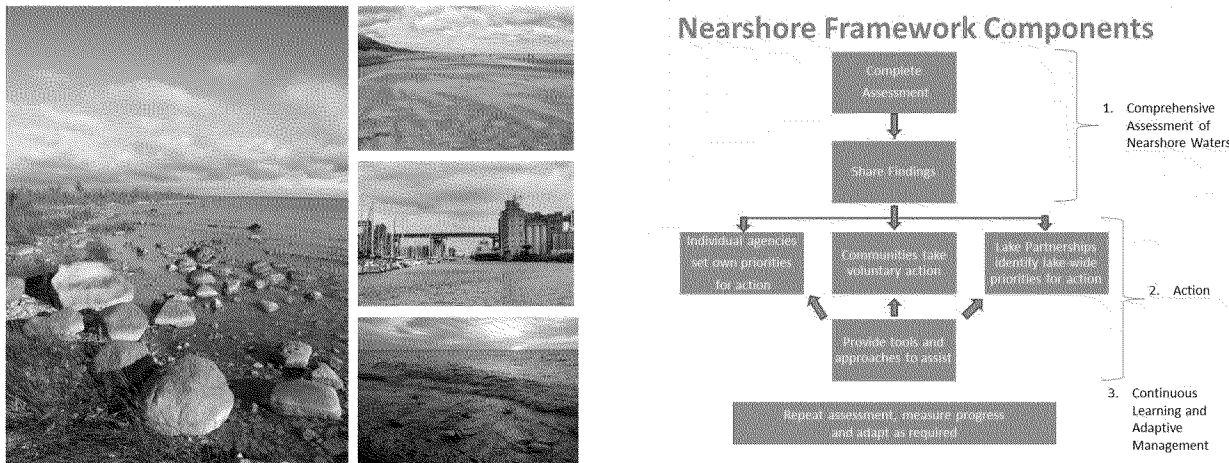 Nearshore Framework Components
Complete
Assessment
Share Findings
1. Comprehensive
Assessment of
Nearshore Waters
Individual agencies
set own priorities
for action
Communities take
voluntary action
Lake Partnerships
identify lake-wide
priorities for action
2. Action
Provide tools and
approaches to assist
3. Continuous
Learning and
Adaptive
Management
Repeat assessment, measure progress
and adapt as required